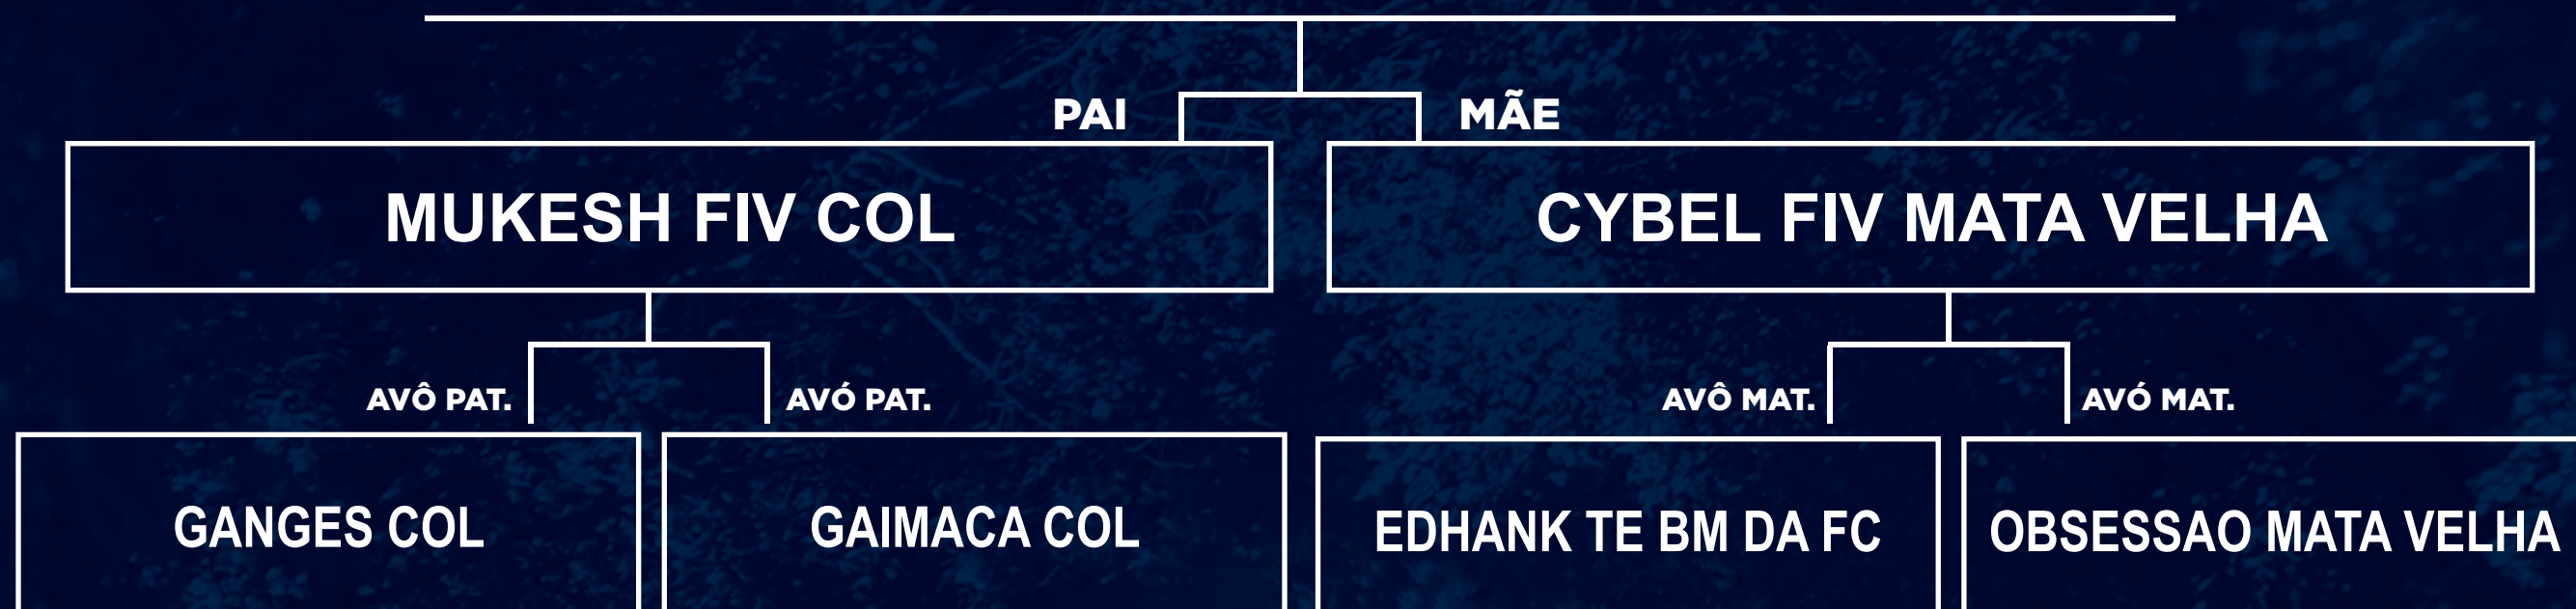 PAI
MÃE
MUKESH FIV COL
CYBEL FIV MATA VELHA
AVÔ PAT.
AVÓ PAT.
AVÔ MAT.
AVÓ MAT.
GANGES COL
GAIMACA COL
EDHANK TE BM DA FC
OBSESSAO MATA VELHA